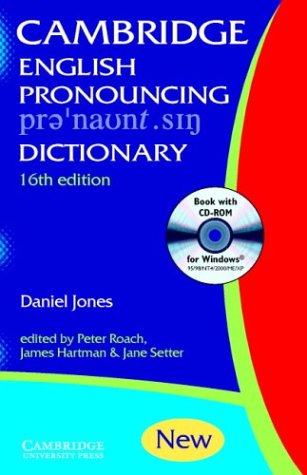 CAMBRIDGE
ENGLISH
PRONOUNCING
prəˈnaʊnt.sɪŋ
DICTIONARY
16th edition
Book with
CD-ROM
for Windows®
95/98/NT4/2000/ME/XP
Daniel Jones
edited by Peter Roach,
James Hartman & Jane Setter
CAMBRIDGE
UNIVERSITY PRESS
New